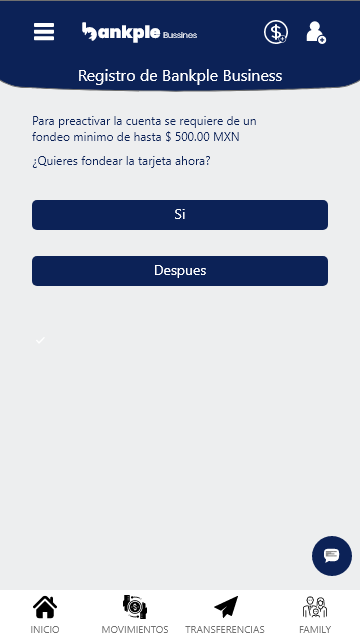 bankple Bussines
Registro de Bankple Business
Para preactivar la cuenta se requiere de un
fondeo minimo de hasta $ 500.00 MXN
¿Quieres fondear la tarjeta ahora?
Si
Despues
INICIO
MOVIMIENTOS
TRANSFERENCIAS
FAMILY